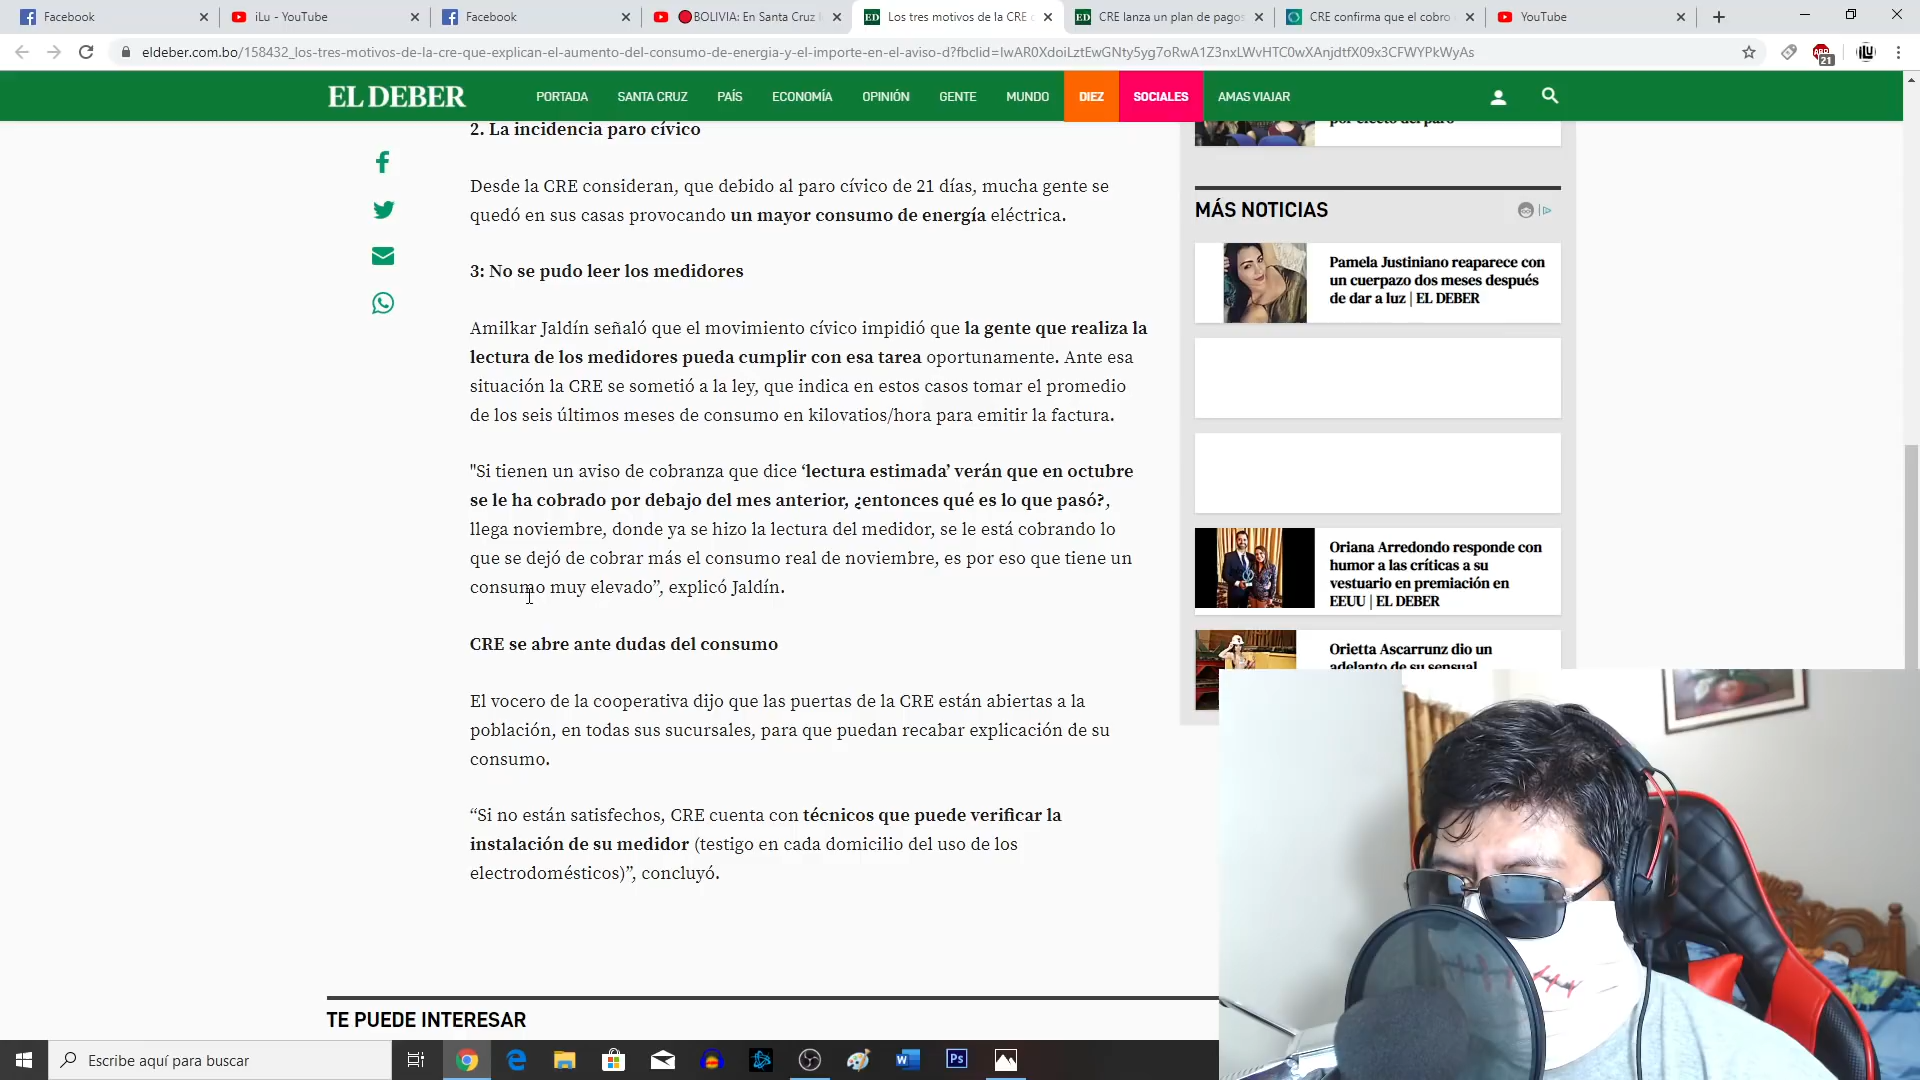 Facebook
iLu - YouTube
Facebook
BOLIVIA: En Santa Cruz
ED Los tres motivos de la CRE
ED CRE lanza un plan de pagos
CRE confirma que el cobro
YouTube
eldeber.com.bo/158432_los-tres-motivos-de-la-cre-que-explican-el-aumento-del-consumo-de-energia-y-el-importe-en-el-aviso-d?fbclid=IwAR0XdoiLztEwGNty5yg7oRwA1Z3nxLWvHTC0wXAnjdtfX09x3CFWYPkWyAs
21
EL DEBER
PORTADA SANTA CRUZ PAÍS ECONOMÍA OPINIÓN GENTE MUNDO DIEZ SOCIALES AMAS VIAJAR
2. La incidencia paro cívico
Desde la CRE consideran, que debido al paro cívico de 21 días, mucha gente se
quedó en sus casas provocando un mayor consumo de energía eléctrica.
3: No se pudo leer los medidores
Amilkar Jaldín señaló que el movimiento cívico impidió que la gente que realiza la
lectura de los medidores pueda cumplir con esa tarea oportunamente. Ante esa
situación la CRE se sometió a la ley, que indica en estos casos tomar el promedio
de los seis últimos meses de consumo en kilovatios/hora para emitir la factura.
"Si tienen un aviso de cobranza que dice ‘lectura estimada’ verán que en octubre
se le ha cobrado por debajo del mes anterior, ¿entonces qué es lo que pasó?,
llega noviembre, donde ya se hizo la lectura del medidor, se le está cobrando lo
que se dejó de cobrar más el consumo real de noviembre, es por eso que tiene un
consumo muy elevado”, explicó Jaldín.
CRE se abre ante dudas del consumo
El vocero de la cooperativa dijo que las puertas de la CRE están abiertas a la
población, en todas sus sucursales, para que puedan recabar explicación de su
consumo.
“Si no están satisfechos, CRE cuenta con técnicos que puede verificar la
instalación de su medidor (testigo en cada domicilio del uso de los
electrodomésticos)”, concluyó.
TE PUEDE INTERESAR
por efecto del paro
MÁS NOTICIAS
Pamela Justiniano reaparece con
un cuerpazo dos meses después
de dar a luz | EL DEBER
Oriana Arredondo responde con
humor a las críticas a su
vestuario en premiación en
EEUU | EL DEBER
Orietta Ascarrunz dio un
adelanto de su sensual
Escribe aquí para buscar
Ps